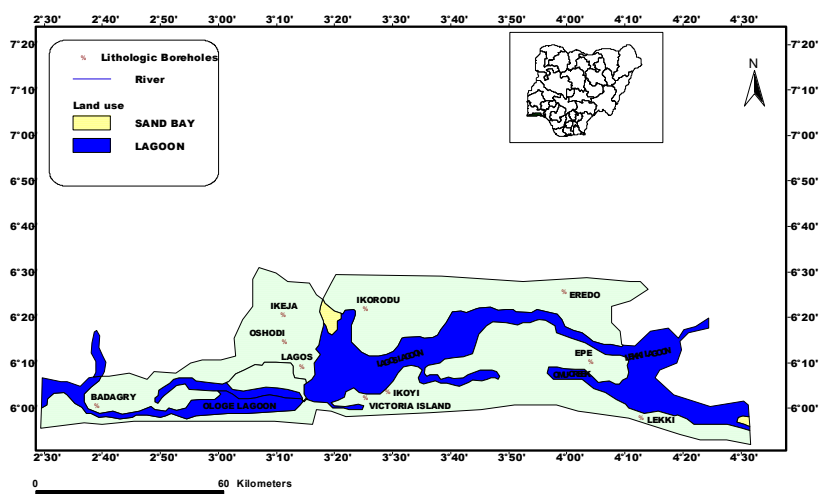 2°30' 2°40' 2°50' 3°00' 3°10' 3°20' 3°30' 3°40' 3°50' 4°00' 4°10' 4°20' 4°30'
7°20' 7°20'
Lithologic Boreholes
River
N
7°10' 7°10'
Land use
SAND BAY
7°00' 7°00'
LAGOON
6°50' 6°50'
6°40' 6°40'
6°30' 6°30'
EREDO
IKEJA IKORODU
6°20' 6°20'
OSHODI
LAGOS EPE
6°10' 6°10'
BADAGRY IKOYI
OLOGE LAGOON VICTORIA ISLAND
6°00' 6°00'
LEKKI
2°30' 2°40' 2°50' 3°00' 3°10' 3°20' 3°30' 3°40' 3°50' 4°00' 4°10' 4°20' 4°30'
0 60 Kilometers